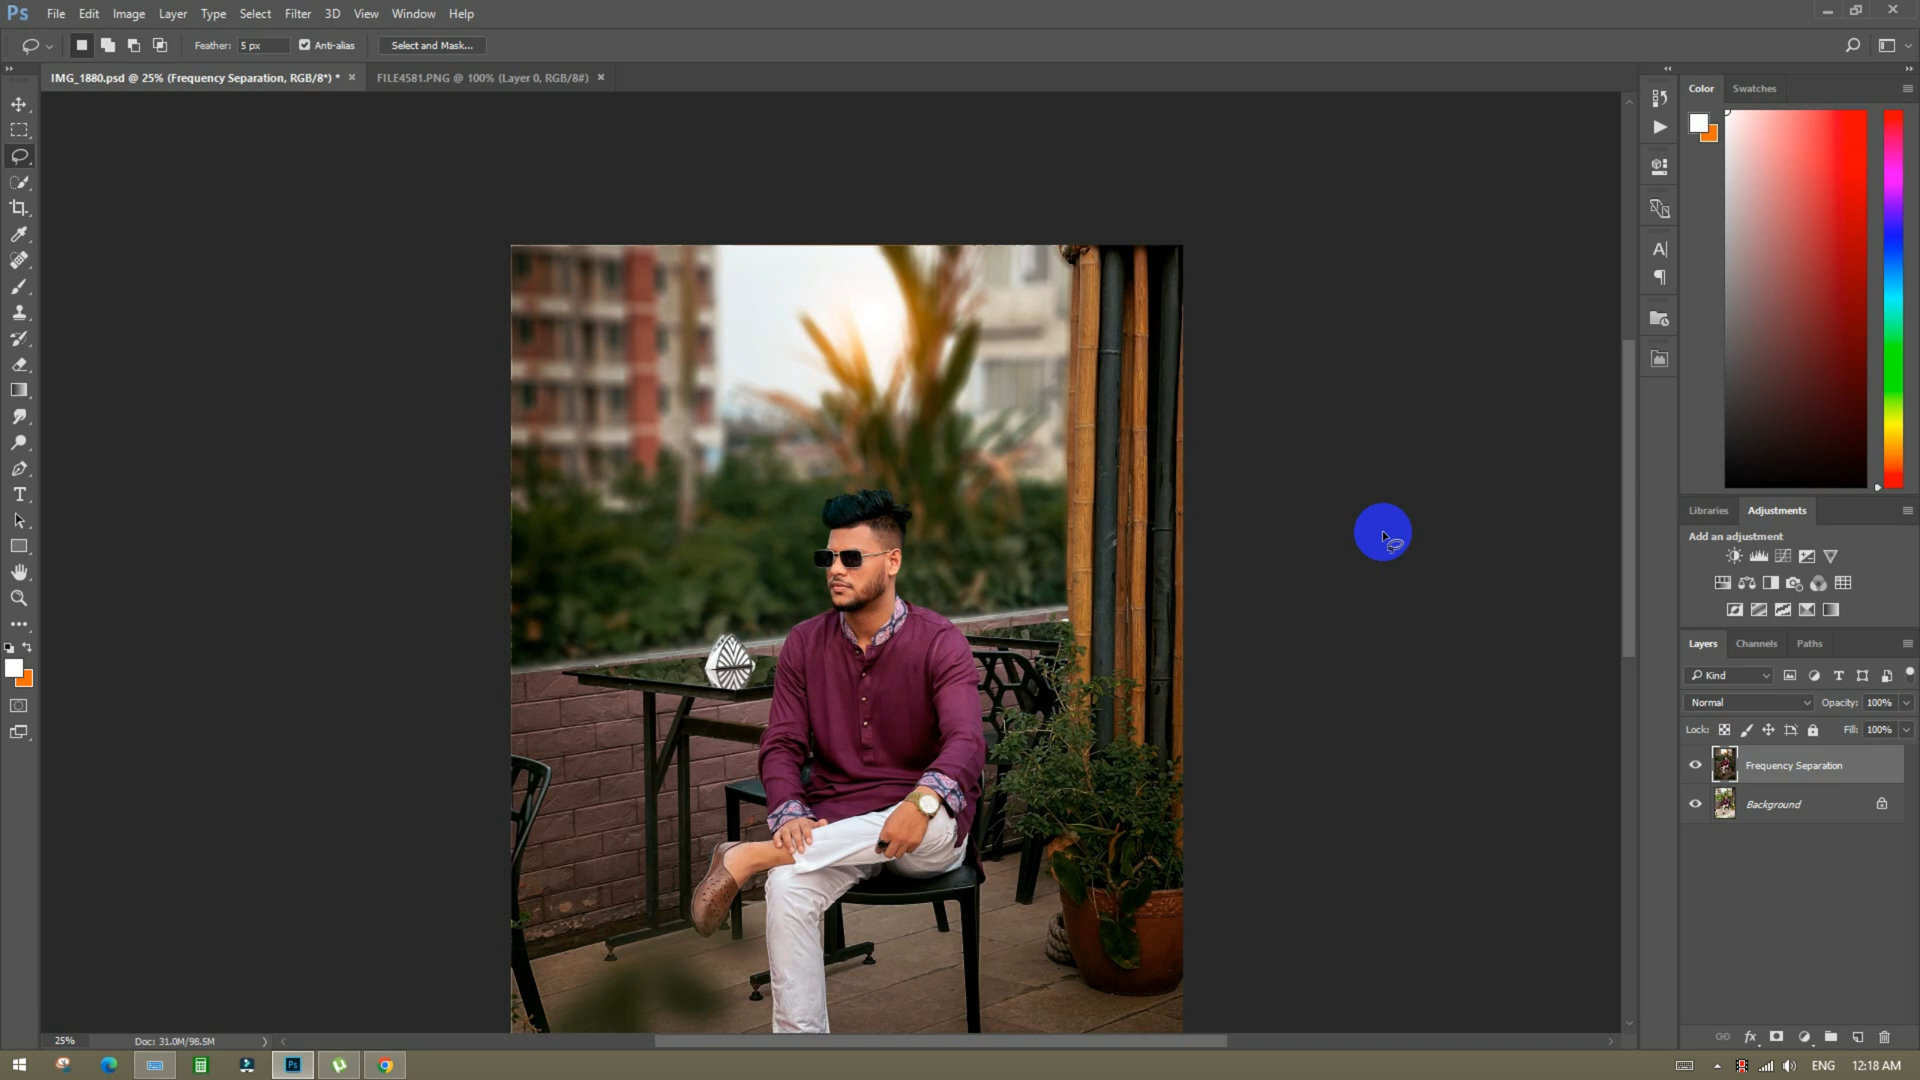 Ps File Edit Image Layer Type Select Filter 3D View Window Help
Feather: 5 px Anti-alias Select and Mask...
IMG_1880.psd @ 25% (Frequency Separation, RGB/8*) * × FILE4581.PNG @ 100% (Layer 0, RGB/8#) ×
Color Swatches
Libraries Adjustments
Add an adjustment
Layers Channels Paths
Kind
Normal Opacity: 100%
Lock: Fill: 100%
Frequency Separation
Background
25% Doc: 31.0M/98.5M
Ps ENG 12:18 AM